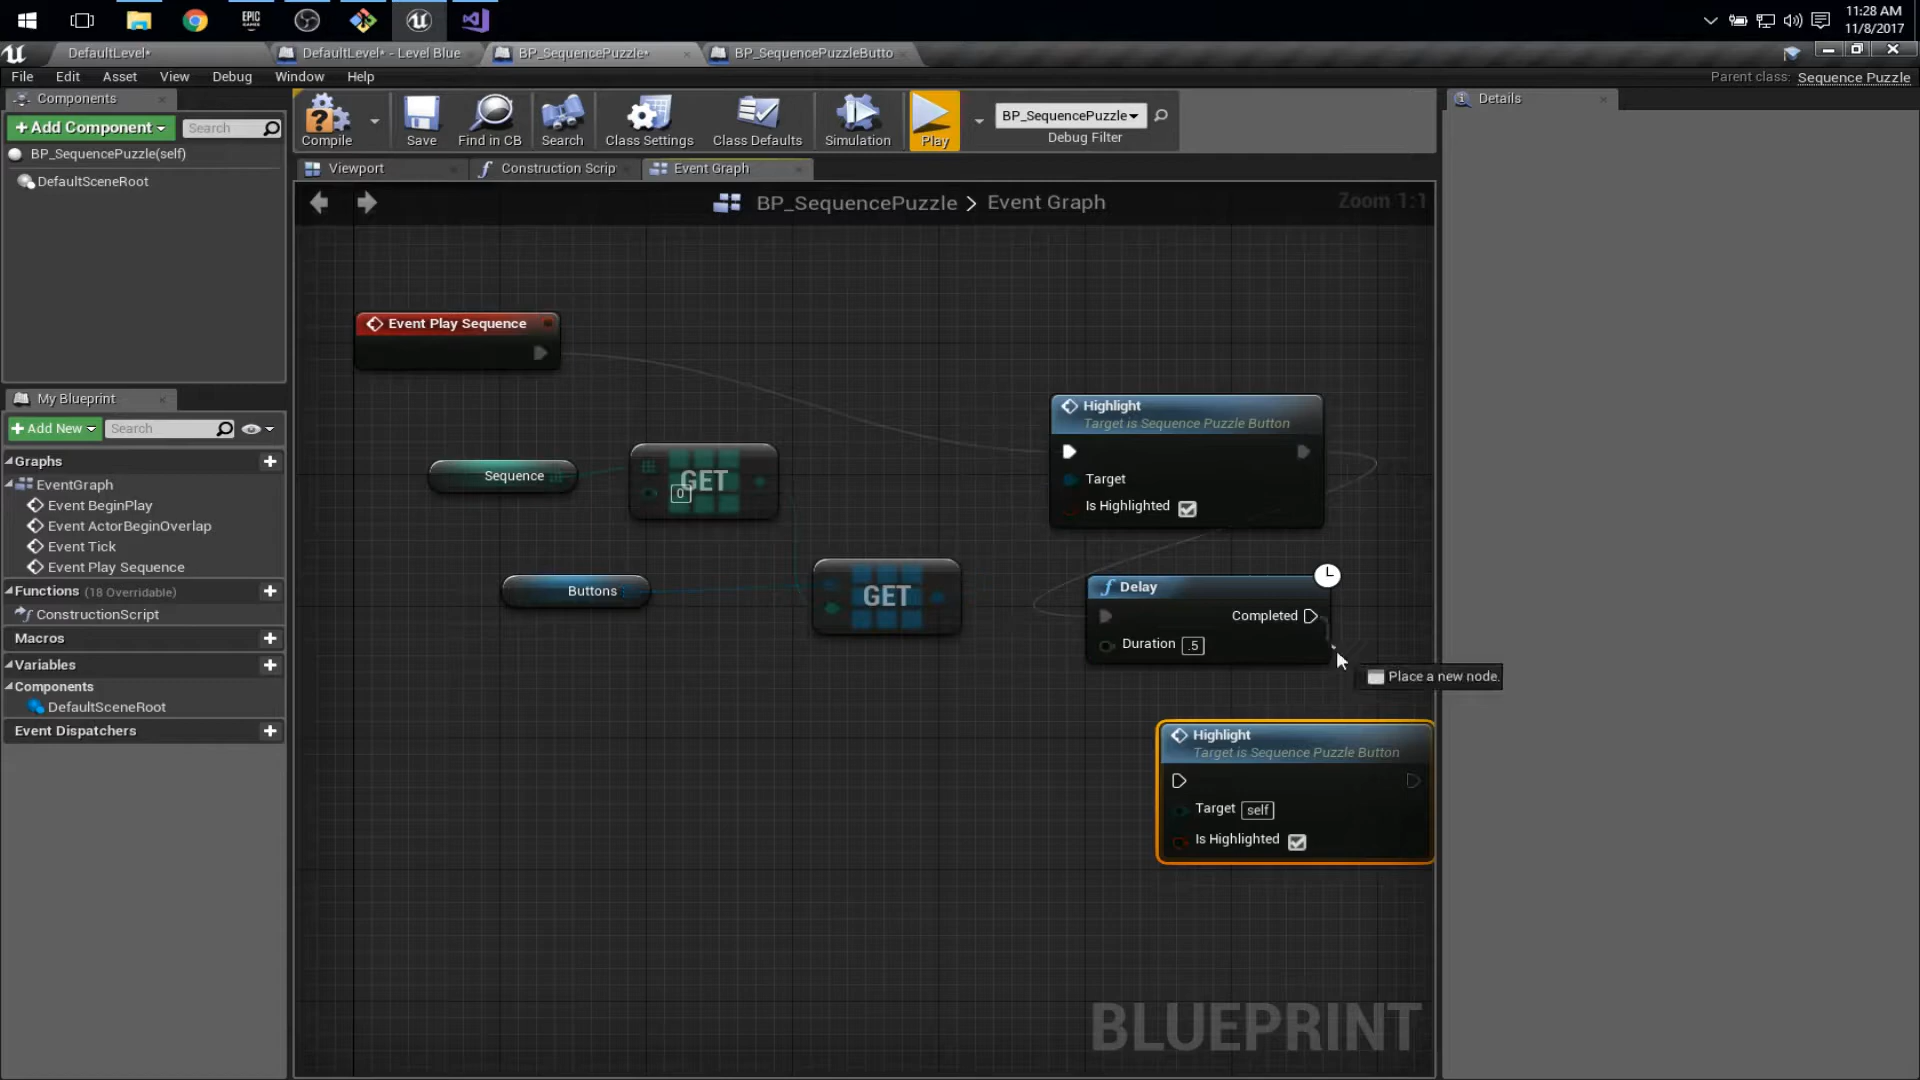 EPIC
GAMES
11:28 AM
11/8/2017
DefaultLevel*
DefaultLevel* - Level Blue
BP_SequencePuzzle*
BP_SequencePuzzleButto
File Edit Asset View Debug Window Help
Parent class: Sequence Puzzle
Components
Add Component
Search
BP_SequencePuzzle(self)
DefaultSceneRoot
Compile
Save
Find in CB
Search
Class Settings
Class Defaults
Simulation
Play
BP_SequencePuzzle
Debug Filter
Details
Viewport
Construction Scrip
Event Graph
BP_SequencePuzzle > Event Graph
Zoom 1:1
My Blueprint
Add New
Search
Graphs
EventGraph
Event BeginPlay
Event ActorBeginOverlap
Event Tick
Event Play Sequence
Functions (18 Overridable)
ConstructionScript
Macros
Variables
Components
DefaultSceneRoot
Event Dispatchers
Event Play Sequence
Sequence
GET
0
Buttons
GET
Highlight
Target is Sequence Puzzle Button
Target
Is Highlighted
Delay
Completed
Duration .5
Place a new node.
Highlight
Target is Sequence Puzzle Button
Target self
Is Highlighted
BLUEPRINT